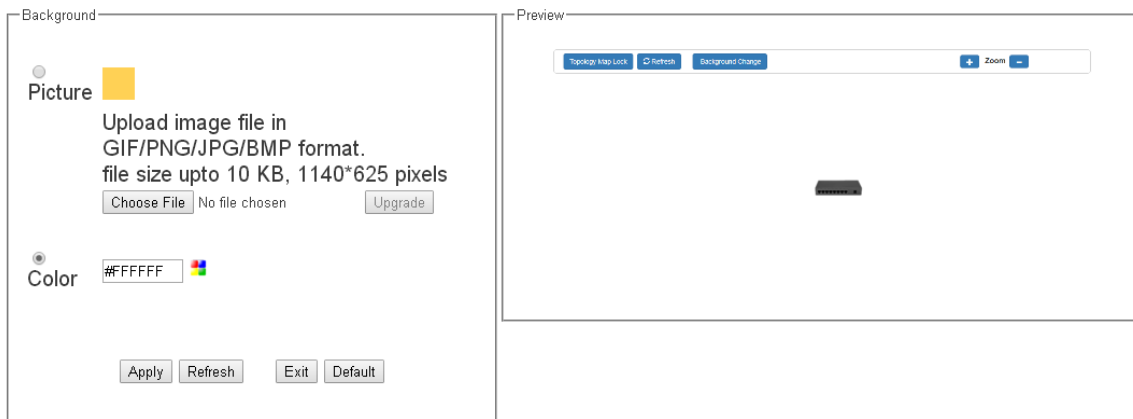 Background
Picture
Upload image file in
GIF/PNG/JPG/BMP format.
file size upto 10 KB, 1140*625 pixels
Choose File No file chosen Upgrade
Color #FFFFFF
Apply Refresh Exit Default
Preview
Topology Map Lock Refresh Background Change + Zoom −